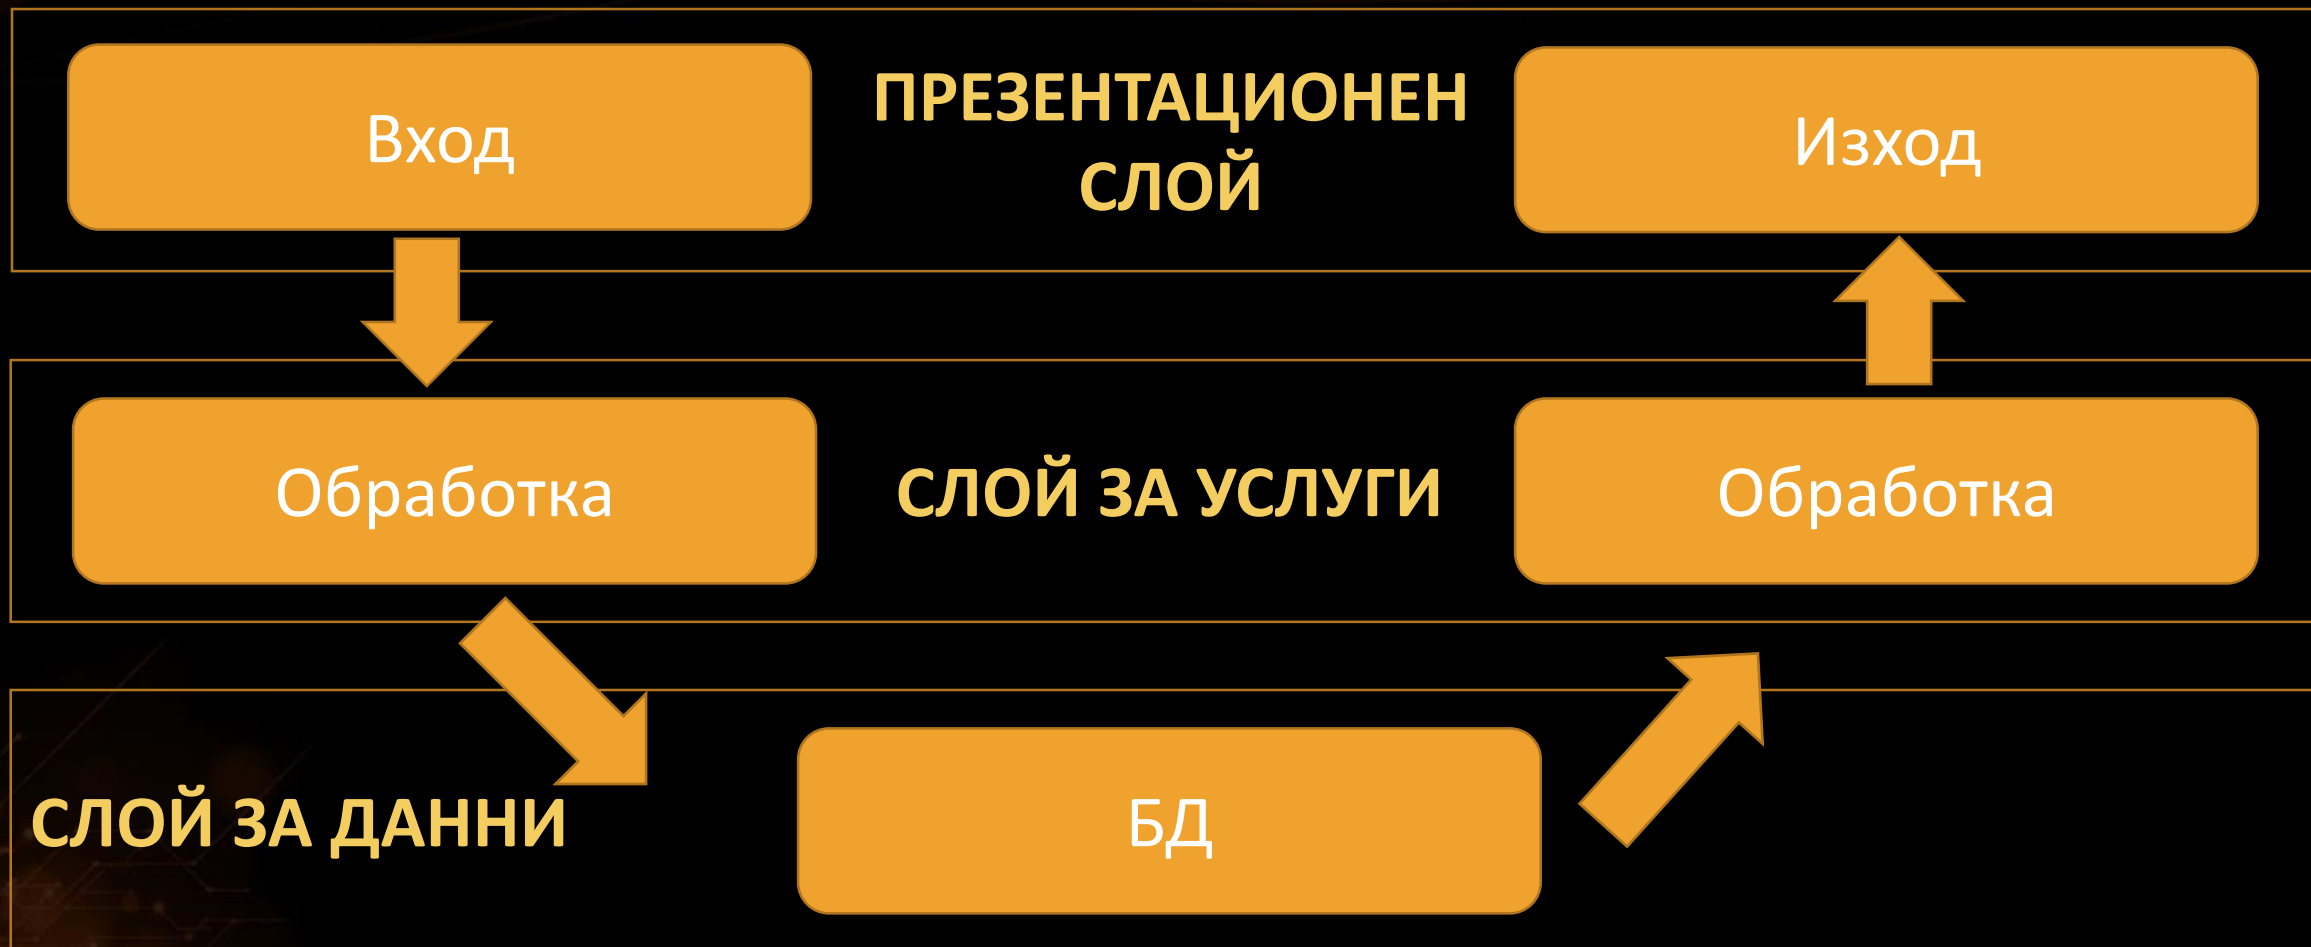 Вход
ПРЕЗЕНТАЦИОНЕН
СЛОЙ
Изход
Обработка
СЛОЙ ЗА УСЛУГИ
Обработка
СЛОЙ ЗА ДАННИ
БД